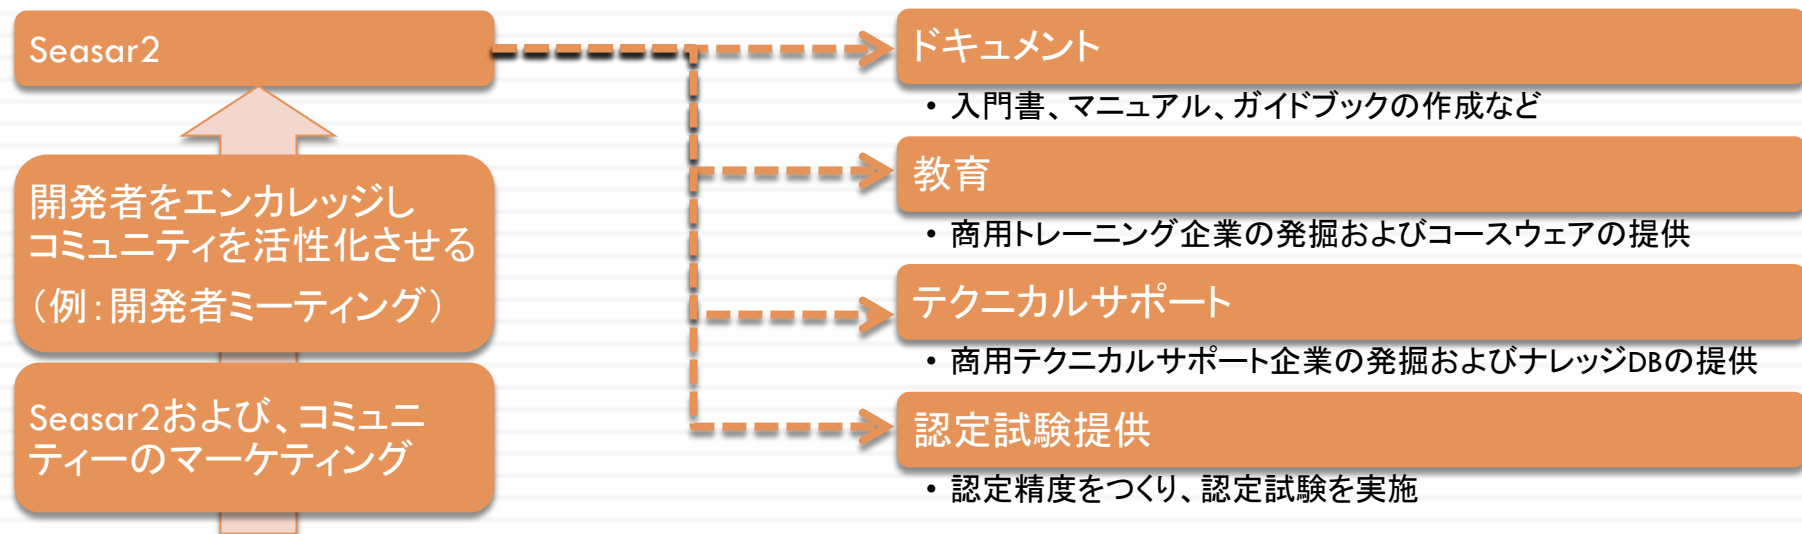 Seasar2
開発者をエンカレッジし
コミュニティを活性化させる
（例：開発者ミーティング）
Seasar2および、コミュニ
ティーのマーケティング
ドキュメント
• 入門書、マニュアル、ガイドブックの作成など
教育
• 商用トレーニング企業の発掘およびコースウェアの提供
テクニカルサポート
• 商用テクニカルサポート企業の発掘およびナレッジDBの提供
認定試験提供
• 認定精度をつくり、認定試験を実施